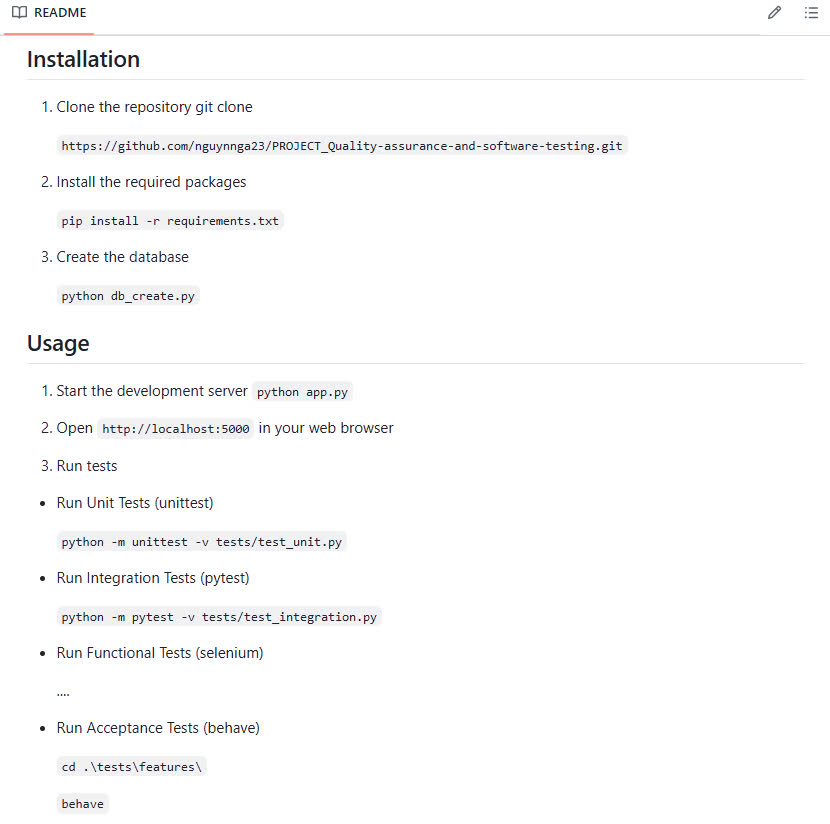 README
Installation
1. Clone the repository git clone
https://github.com/nguynnga23/PROJECT_Quality-assurance-and-software-testing.git
2. Install the required packages
pip install -r requirements.txt
3. Create the database
python db_create.py
Usage
1. Start the development server python app.py
2. Open http://localhost:5000 in your web browser
3. Run tests
• Run Unit Tests (unittest)
python -m unittest -v tests/test_unit.py
• Run Integration Tests (pytest)
python -m pytest -v tests/test_integration.py
• Run Functional Tests (selenium)
....
• Run Acceptance Tests (behave)
cd .\tests\features\
behave